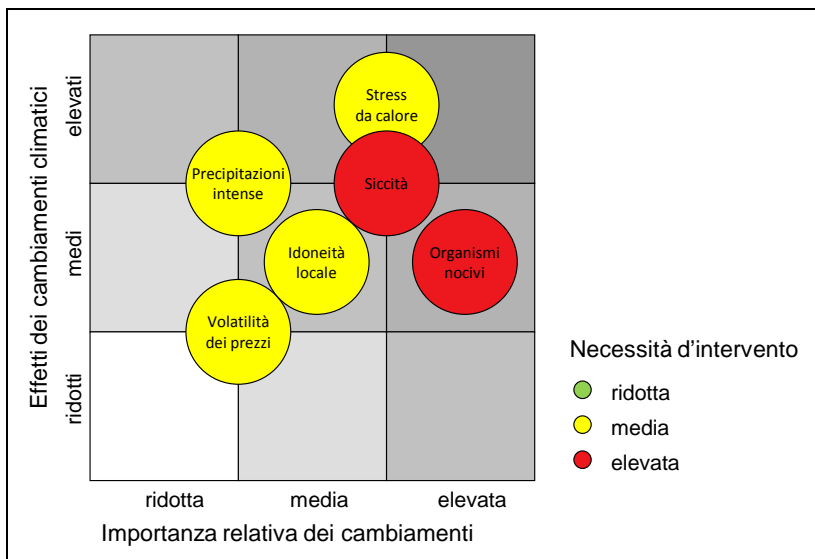 Effetti dei cambiamenti climatici
elevati
medi
ridotti
Stress
da calore
Precipitazioni
intense
Siccità
Idoneità
locale
Organismi
nocivi
Volatilità
dei prezzi
ridotta
media
elevata
Importanza relativa dei cambiamenti
Necessità d’intervento
ridotta
media
elevata